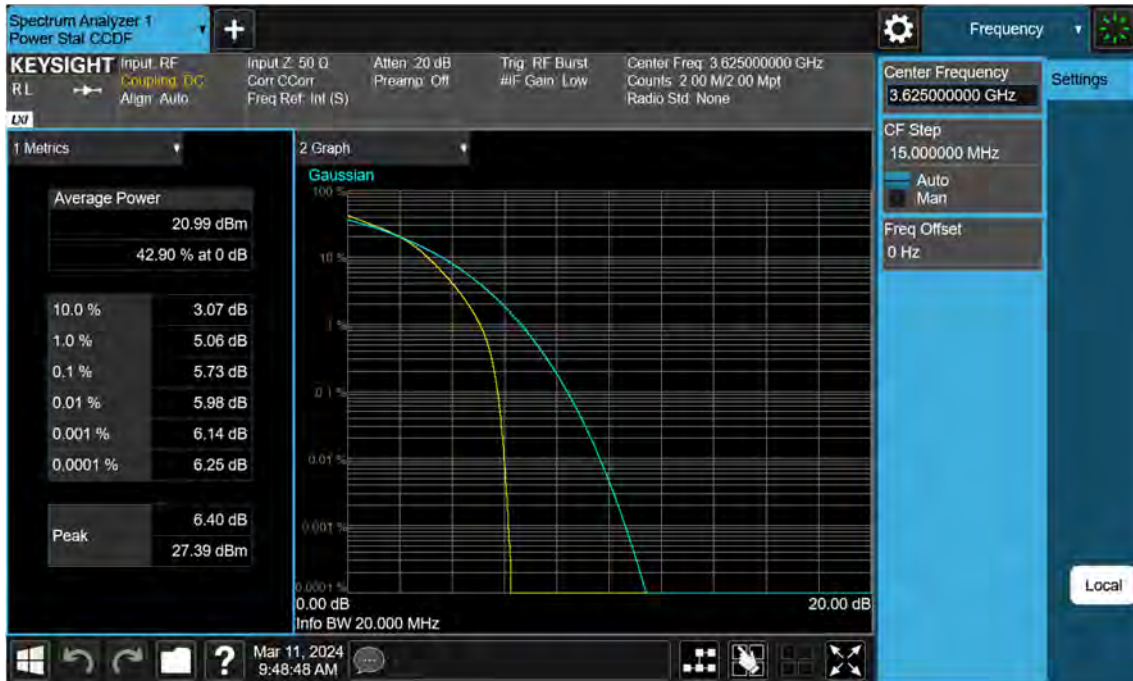 Spectrum Analyzer 1
Power Stat CCDF
+
Frequency
KEYSIGHT
RL
LXI
Input: RF
Coupling: DC
Align: Auto
Input Z: 50 Ω
Corr CCorr
Freq Ref: Int (S)
Atten: 20 dB
Preamp: Off
Trig: RF Burst
#IF Gain: Low
Center Freq: 3.625000000 GHz
Counts: 2.00 M/2.00 Mpt
Radio Std: None
1 Metrics
Average Power
20.99 dBm
42.90 % at 0 dB
10.0 % 3.07 dB
1.0 % 5.06 dB
0.1 % 5.73 dB
0.01 % 5.98 dB
0.001 % 6.14 dB
0.0001 % 6.25 dB
Peak
6.40 dB
27.39 dBm
2 Graph
Gaussian
100 %
10 %
1 %
0.1 %
0.01 %
0.001 %
0.0001 %
0.00 dB
20.00 dB
Info BW 20.000 MHz
Center Frequency
3.625000000 GHz
CF Step
15.000000 MHz
Auto
Man
Freq Offset
0 Hz
Settings
Local
?
Mar 11, 2024
9:48:48 AM